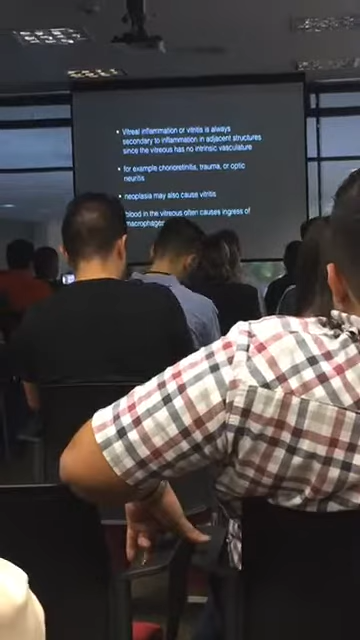 • Vitreal inflammation or vitritis is always
secondary to inflammation in adjacent structures
since the vitreous has no intrinsic vasculature
• for example chorioretinitis, trauma, or optic
neuritis
• neoplasia may also cause vitritis
blood in the vitreous often causes ingress of
macrophages